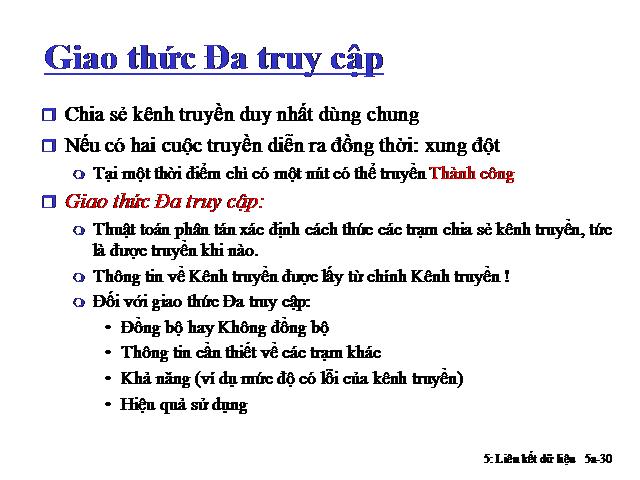 Giao thức Đa truy cập
Chia sẻ kênh truyền duy nhất dùng chung
Nếu có hai cuộc truyền diễn ra đồng thời: xung đột
Tại một thời điểm chỉ có một nút có thể truyền Thành công
Giao thức Đa truy cập:
Thuật toán phân tán xác định cách thức các trạm chia sẻ kênh truyền, tức
là được truyền khi nào.
Thông tin về Kênh truyền được lấy từ chính Kênh truyền !
Đối với giao thức Đa truy cập:
• Đồng bộ hay Không đồng bộ
• Thông tin cần thiết về các trạm khác
• Khả năng (ví dụ mức độ có lỗi của kênh truyền)
• Hiệu quả sử dụng
5: Liên kết dữ liệu 5a-30